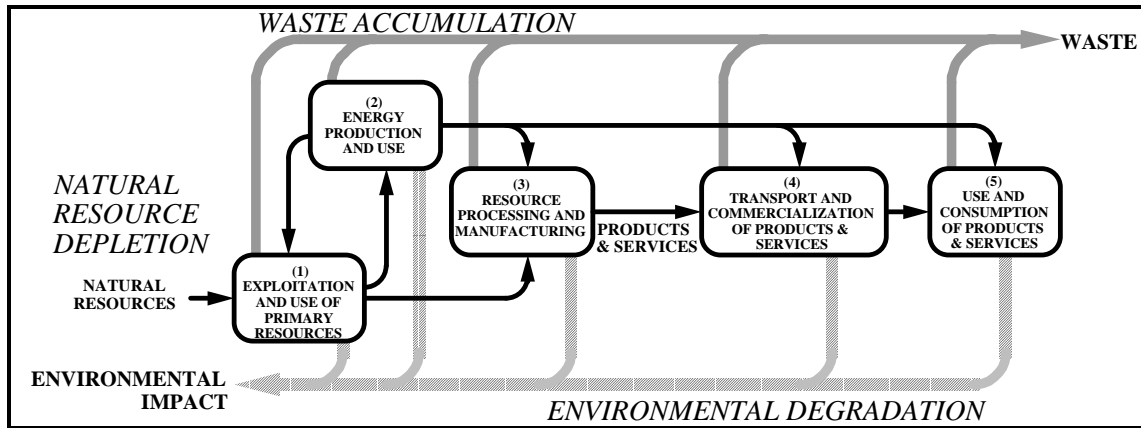 WASTE ACCUMULATION
WASTE
(2)
ENERGY
PRODUCTION
AND USE
NATURAL
RESOURCE
DEPLETION
(3)
RESOURCE
PROCESSING AND
MANUFACTURING
PRODUCTS
& SERVICES
(4)
TRANSPORT AND
COMMERCIALIZATION
OF PRODUCTS &
SERVICES
(5)
USE AND
CONSUMPTION
OF PRODUCTS
& SERVICES
NATURAL
RESOURCES
(1)
EXPLOITATION
AND USE OF
PRIMARY
RESOURCES
ENVIRONMENTAL
IMPACT
ENVIRONMENTAL DEGRADATION